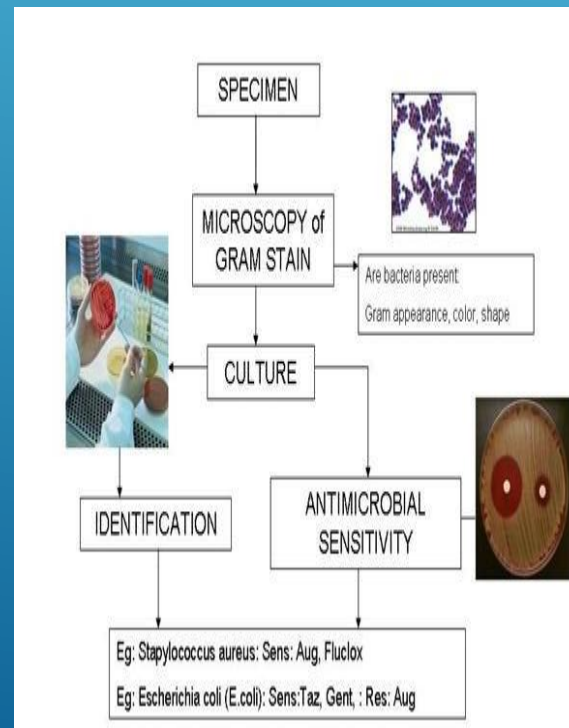 SPECIMEN
MICROSCOPY of
GRAM STAIN
Are bacteria present:
Gram appearance, color, shape
CULTURE
IDENTIFICATION
ANTIMICROBIAL
SENSITIVITY
Eg: Stapylococcus aureus: Sens: Aug, Fluclox
Eg: Escherichia coli (E.coli): Sens:Taz, Gent, : Res: Aug